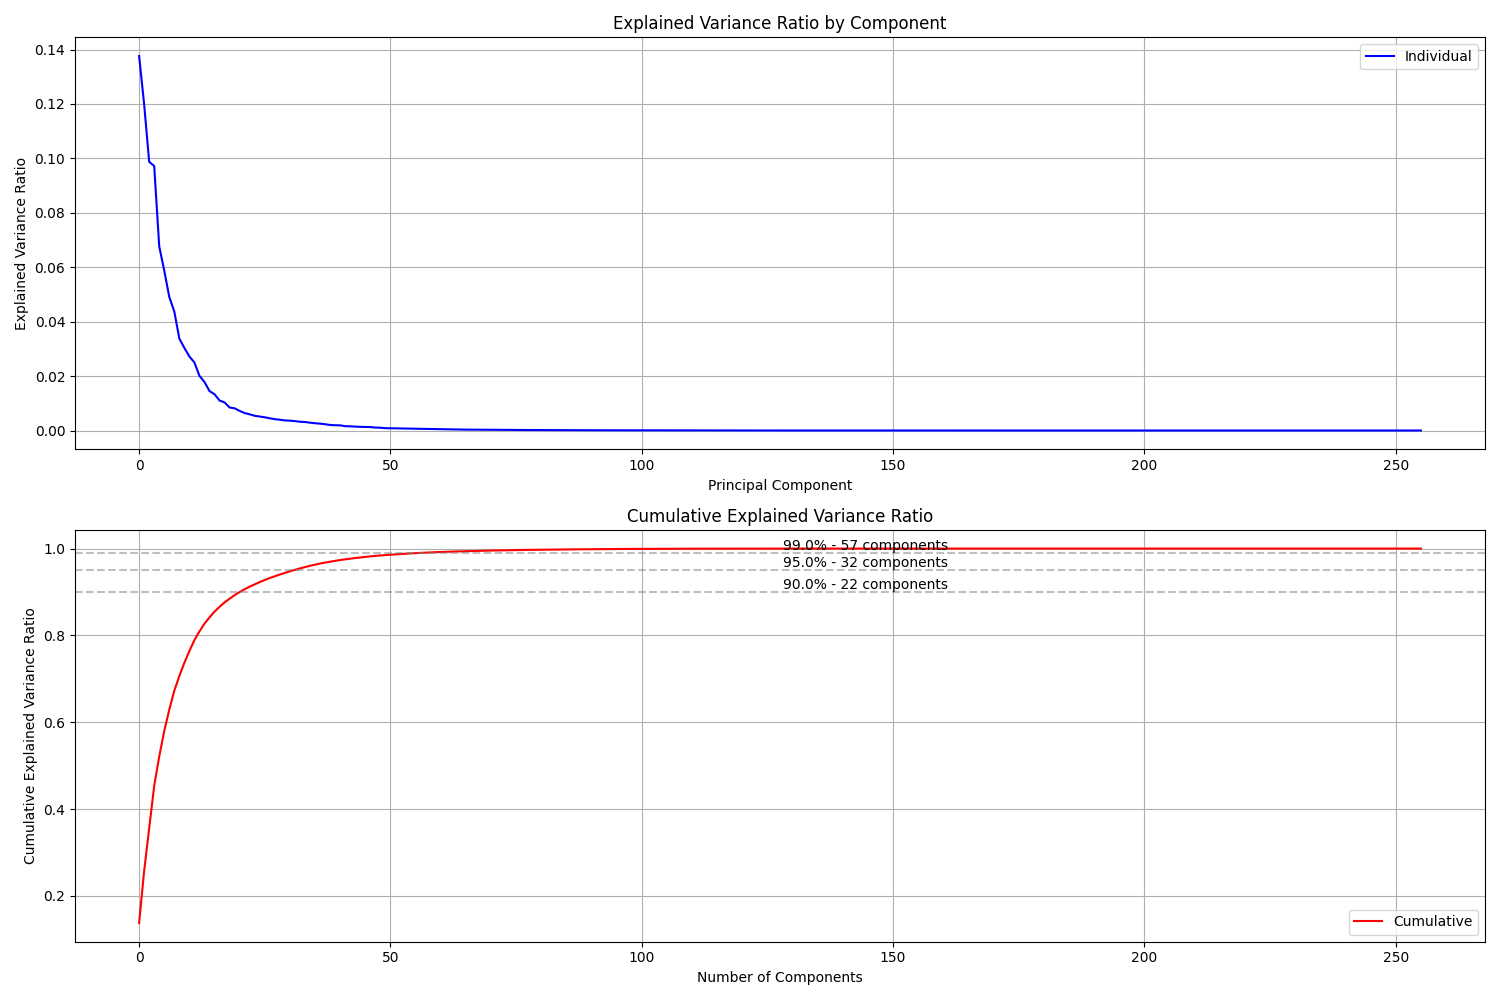 Explained Variance Ratio by Component
Individual
Explained Variance Ratio
0.14
0.12
0.10
0.08
0.06
0.04
0.02
0.00
0 50 100 150 200 250
Principal Component
Cumulative Explained Variance Ratio
Cumulative Explained Variance Ratio
1.0
0.8
0.6
0.4
0.2
99.0% - 57 components
95.0% - 32 components
90.0% - 22 components
Cumulative
0 50 100 150 200 250
Number of Components